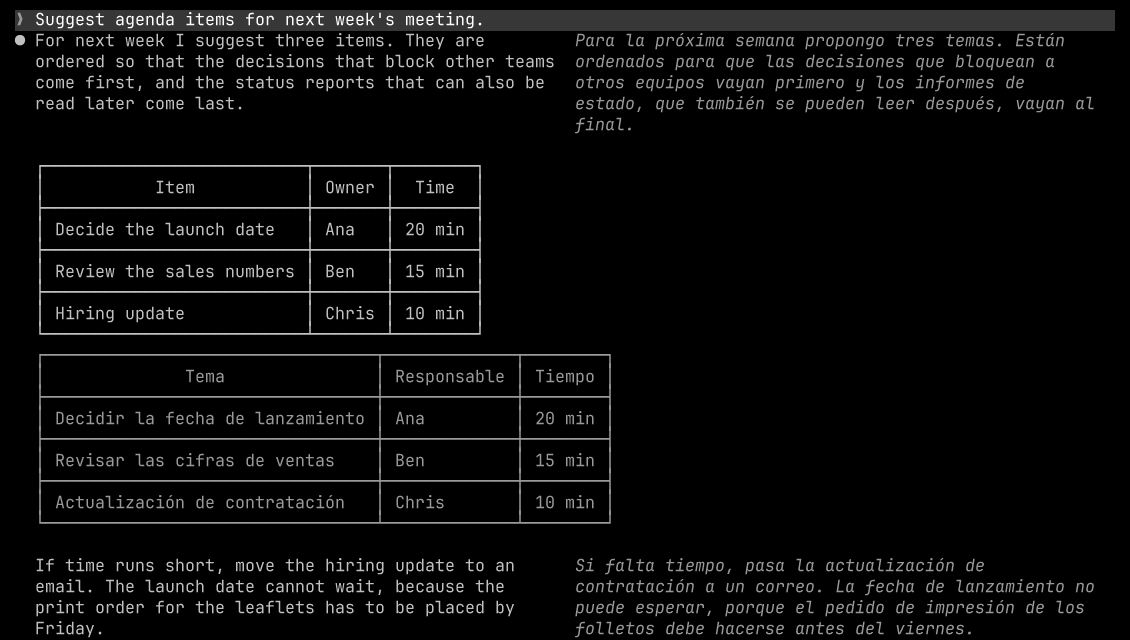 ❯ Suggest agenda items for next week's meeting.
● For next week I suggest three items. They are
ordered so that the decisions that block other teams
come first, and the status reports that can also be
read later come last.
Para la próxima semana propongo tres temas. Están
ordenados para que las decisiones que bloquean a
otros equipos vayan primero y los informes de
estado, que también se pueden leer después, vayan al
final.
Item Owner Time
Decide the launch date Ana 20 min
Review the sales numbers Ben 15 min
Hiring update Chris 10 min
Tema Responsable Tiempo
Decidir la fecha de lanzamiento Ana 20 min
Revisar las cifras de ventas Ben 15 min
Actualización de contratación Chris 10 min
If time runs short, move the hiring update to an
email. The launch date cannot wait, because the
print order for the leaflets has to be placed by
Friday.
Si falta tiempo, pasa la actualización de
contratación a un correo. La fecha de lanzamiento no
puede esperar, porque el pedido de impresión de los
folletos debe hacerse antes del viernes.